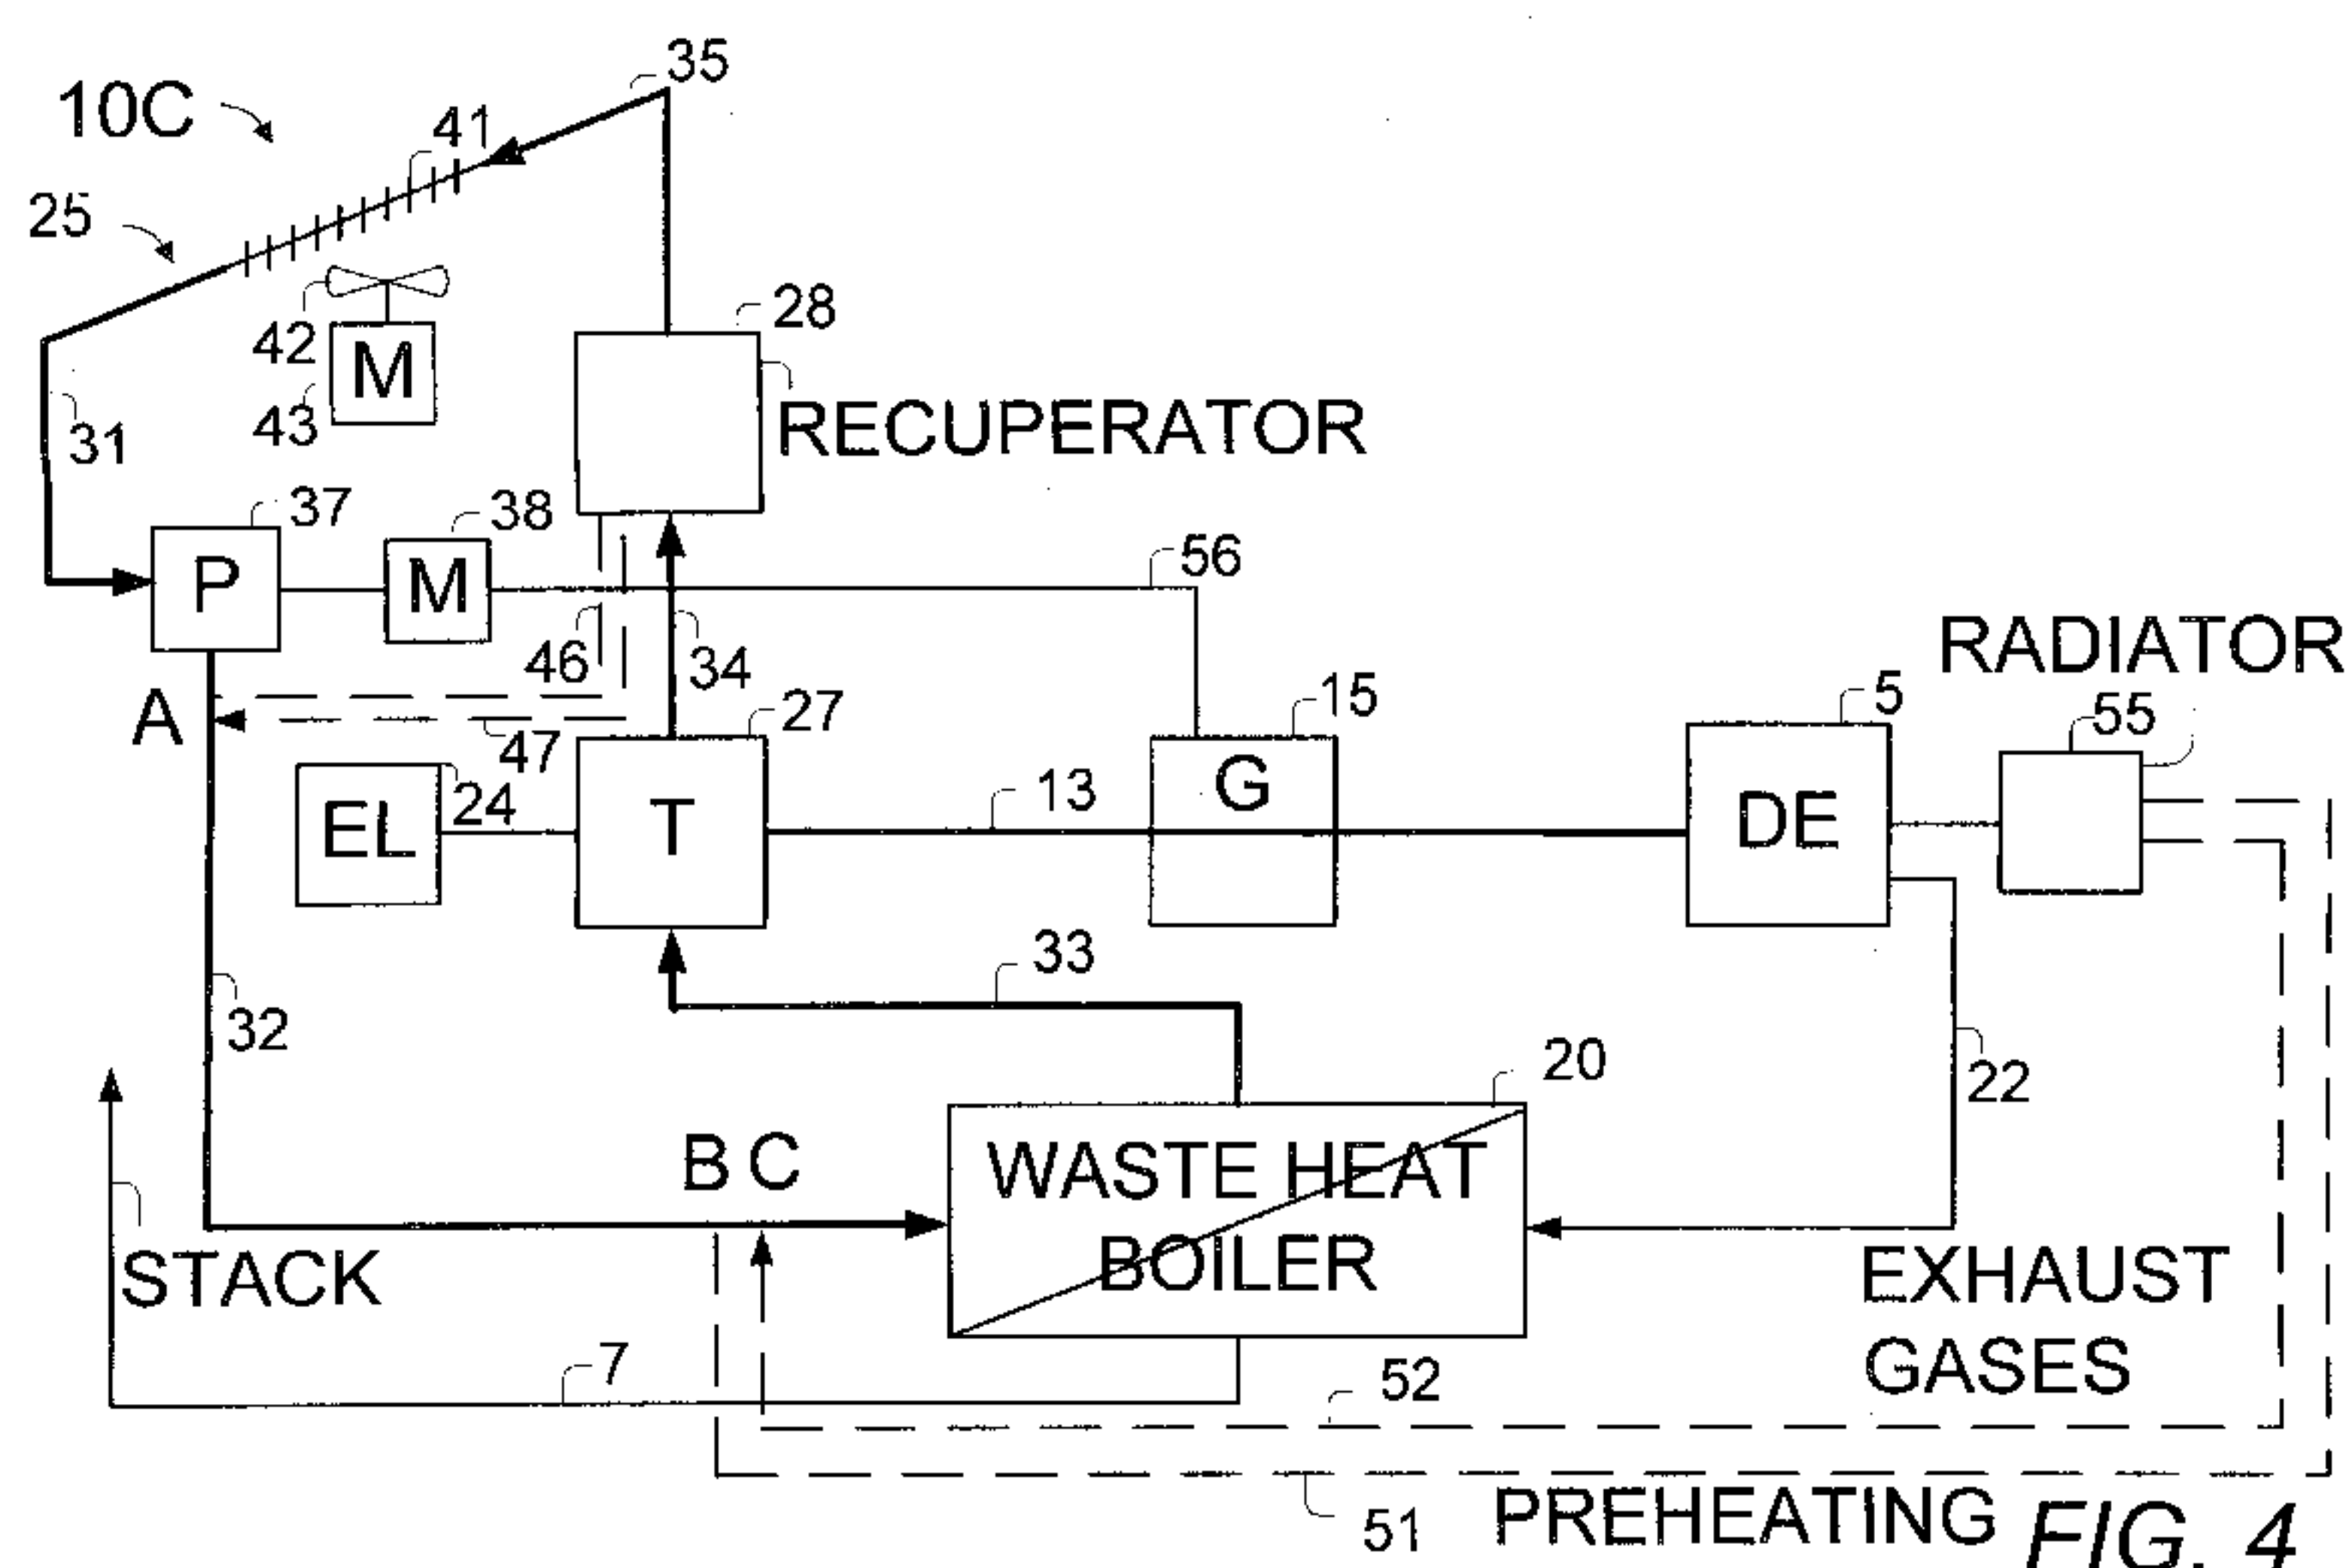 35
10C
41
25
28
42
M
43
RECUPERATOR
31
37
38
56
P
M
46
34
RADIATOR
A
15
5
55
27
47
G
13
24
EL
T
DE
33
32
20
22
B C
WASTE HEAT
BOILER
STACK
EXHAUST
GASES
7
52
51
PREHEATING
FIG. 4